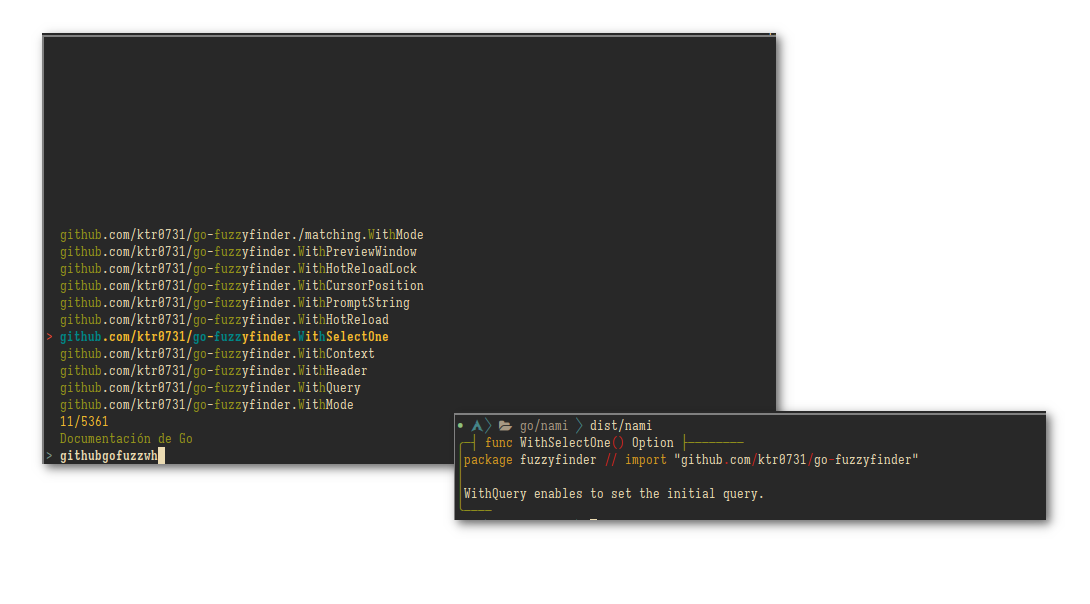 github.com/ktr0731/go-fuzzyfinder./matching.WithMode
github.com/ktr0731/go-fuzzyfinder.WithPreviewWindow
github.com/ktr0731/go-fuzzyfinder.WithHotReloadLock
github.com/ktr0731/go-fuzzyfinder.WithCursorPosition
github.com/ktr0731/go-fuzzyfinder.WithPromptString
github.com/ktr0731/go-fuzzyfinder.WithHotReload
> github.com/ktr0731/go-fuzzyfinder.WithSelectOne
github.com/ktr0731/go-fuzzyfinder.WithContext
github.com/ktr0731/go-fuzzyfinder.WithHeader
github.com/ktr0731/go-fuzzyfinder.WithQuery
github.com/ktr0731/go-fuzzyfinder.WithMode
11/5361
Documentación de Go
> githubgofuzzwh
go/nami dist/nami
func WithSelectOne() Option
package fuzzyfinder // import "github.com/ktr0731/go-fuzzyfinder"
WithQuery enables to set the initial query.